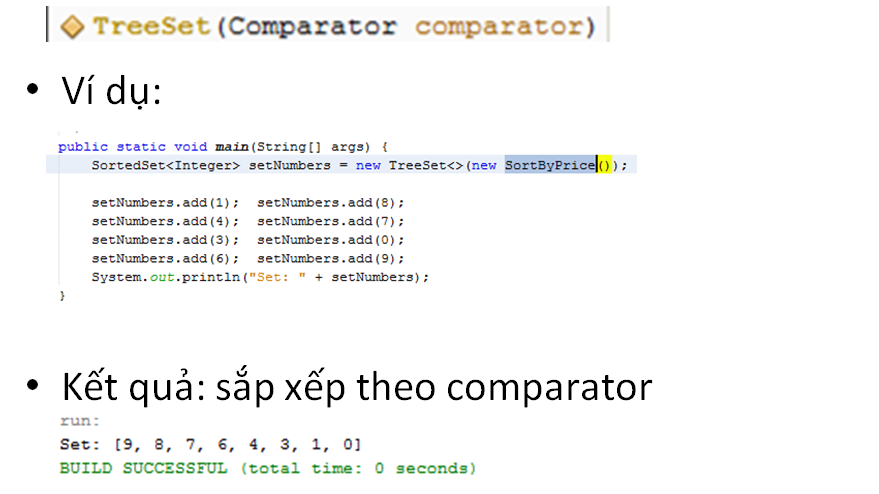 TreeSet(Comparator comparator)
• Ví dụ:
public static void main(String[] args) {
SortedSet<Integer> setNumbers = new TreeSet<>(new SortByPrice());
setNumbers.add(1); setNumbers.add(8);
setNumbers.add(4); setNumbers.add(7);
setNumbers.add(3); setNumbers.add(0);
setNumbers.add(6); setNumbers.add(9);
System.out.println("Set: " + setNumbers);
}
• Kết quả: sắp xếp theo comparator
run:
Set: [9, 8, 7, 6, 4, 3, 1, 0]
BUILD SUCCESSFUL (total time: 0 seconds)